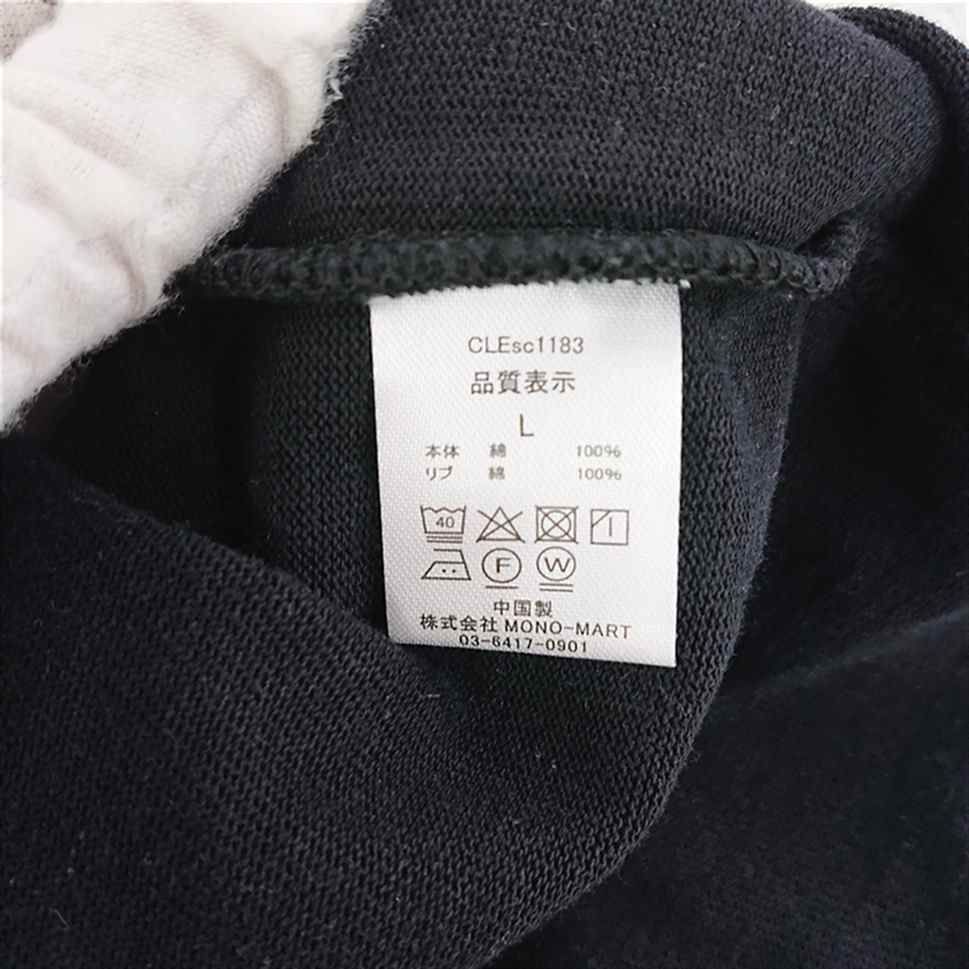 CLEsc1183
品質表示
L
本体 綿 100%
リブ 綿 100%
40
F W
中国製
株式会社 MONO-MART
03-6417-0901